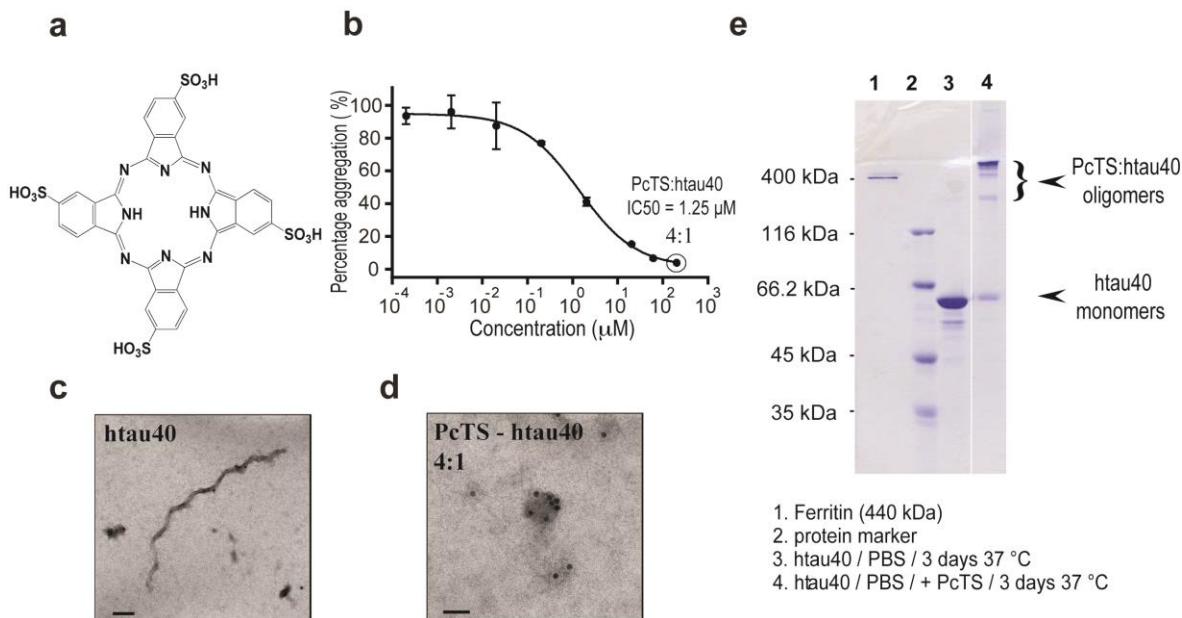 a
SO₃H
N
N
N
HO₃S
NH
HN
SO₃H
N
N
N
HO₃S
b
Percentage aggregation (%)
100
80
60
40
20
0
PcTS:htau40
IC50 = 1.25 µM
4:1
10⁻⁴ 10⁻³ 10⁻² 10⁻¹ 10⁰ 10¹ 10² 10³
Concentration (µM)
c
htau40
d
PcTS - htau40
4:1
e
1 2 3 4
400 kDa
116 kDa
66.2 kDa
45 kDa
35 kDa
PcTS:htau40
oligomers
htau40
monomers
1. Ferritin (440 kDa)
2. protein marker
3. htau40 / PBS / 3 days 37 °C
4. htau40 / PBS / + PcTS / 3 days 37 °C